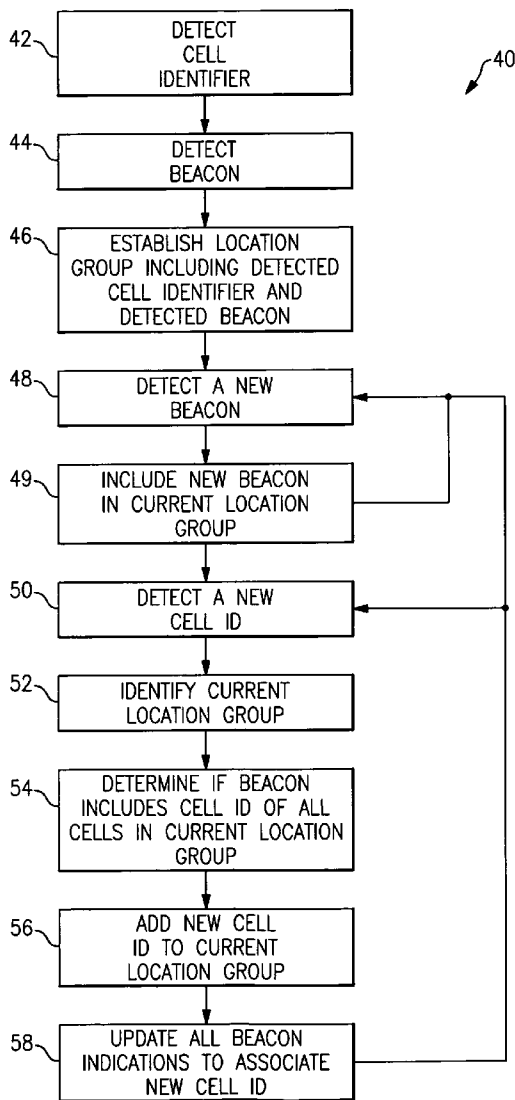 42
DETECT
CELL
IDENTIFIER
40
44
DETECT
BEACON
46
ESTABLISH LOCATION
GROUP INCLUDING DETECTED
CELL IDENTIFIER AND
DETECTED BEACON
48
DETECT A NEW
BEACON
49
INCLUDE NEW BEACON
IN CURRENT LOCATION
GROUP
50
DETECT A NEW
CELL ID
52
IDENTIFY CURRENT
LOCATION GROUP
54
DETERMINE IF BEACON
INCLUDES CELL ID OF ALL
CELLS IN CURRENT LOCATION
GROUP
56
ADD NEW CELL
ID TO CURRENT
LOCATION GROUP
58
UPDATE ALL BEACON
INDICATIONS TO ASSOCIATE
NEW CELL ID